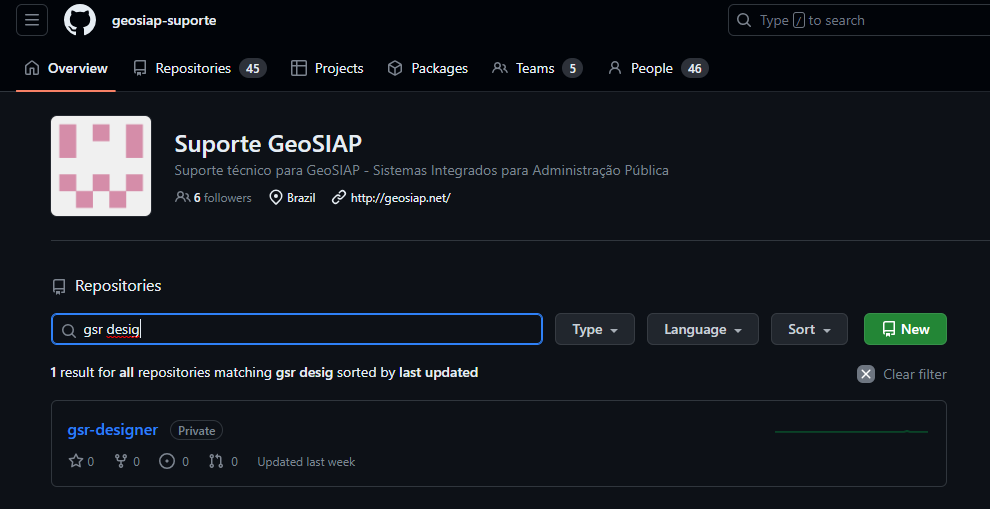 geosiap-suporte
Type / to search
Overview Repositories 45 Projects Packages Teams 5 People 46
Suporte GeoSIAP
Suporte técnico para GeoSIAP - Sistemas Integrados para Administração Pública
6 followers Brazil http://geosiap.net/
Repositories
gsr desig Type Language Sort New
1 result for all repositories matching gsr desig sorted by last updated Clear filter
gsr-designer Private
0 0 0 0 Updated last week